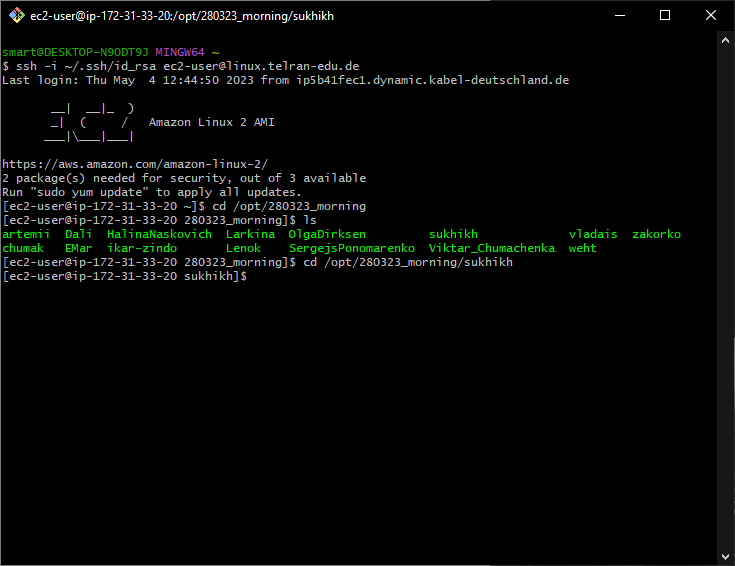 ec2-user@ip-172-31-33-20:/opt/280323_morning/sukhikh
smart@DESKTOP-N9ODT9J MINGW64 ~
$ ssh -i ~/.ssh/id_rsa ec2-user@linux.telran-edu.de
Last login: Thu May  4 12:44:50 2023 from ip5b41fec1.dynamic.kabel-deutschland.de
       __|  __|_  )
       _|  (     /   Amazon Linux 2 AMI
      ___|\___|___|
https://aws.amazon.com/amazon-linux-2/
2 package(s) needed for security, out of 3 available
Run "sudo yum update" to apply all updates.
[ec2-user@ip-172-31-33-20 ~]$ cd /opt/280323_morning
[ec2-user@ip-172-31-33-20 280323_morning]$ ls
artemii  Dali  HalinaNaskovich  Larkina  OlgaDirksen         sukhikh             vladais  zakorko
chumak   EMar  ikar-zindo       Lenok    SergejsPonomarenko  Viktar_Chumachenka  weht
[ec2-user@ip-172-31-33-20 280323_morning]$ cd /opt/280323_morning/sukhikh
[ec2-user@ip-172-31-33-20 sukhikh]$